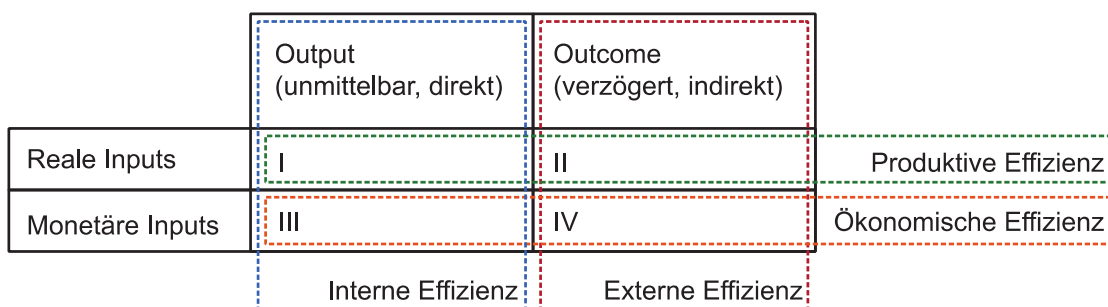 Output
(unmittelbar, direkt)
Outcome
(verzögert, indirekt)
Reale Inputs
I
II
Produktive Effizienz
Monetäre Inputs
III
IV
Ökonomische Effizienz
Interne Effizienz
Externe Effizienz